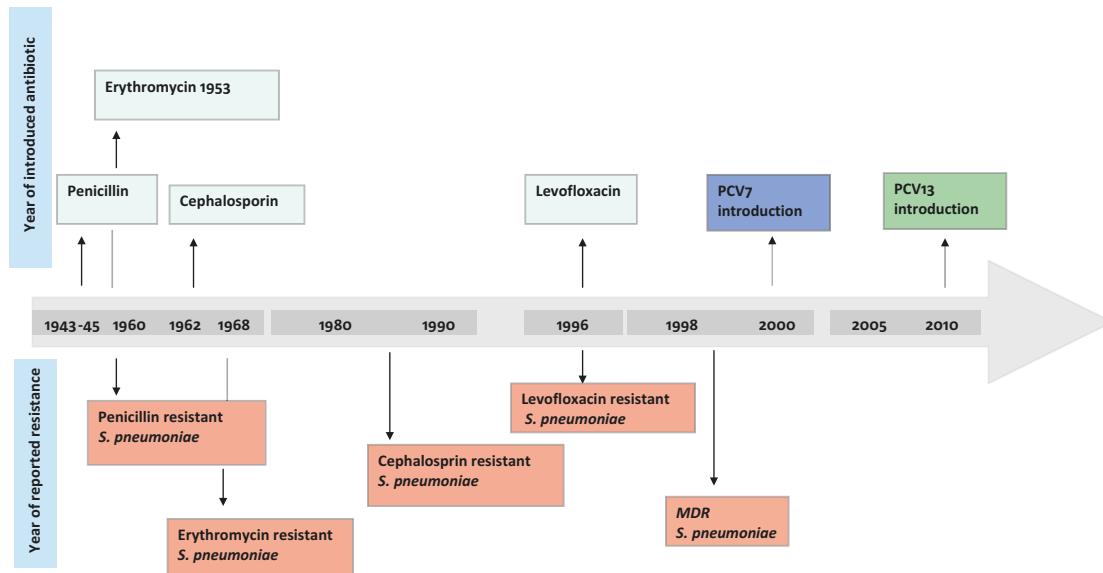 Year of introduced antibiotic
Erythromycin 1953
Penicillin
Cephalosporin
Levofloxacin
PCV7
introduction
PCV13
introduction
1943-45 1960 1962 1968 1980 1990 1996 1998 2000 2005 2010
Year of reported resistance
Penicillin resistant
S. pneumoniae
Erythromycin resistant
S. pneumoniae
Cephalosprin resistant
S. pneumoniae
Levofloxacin resistant
S. pneumoniae
MDR
S. pneumoniae